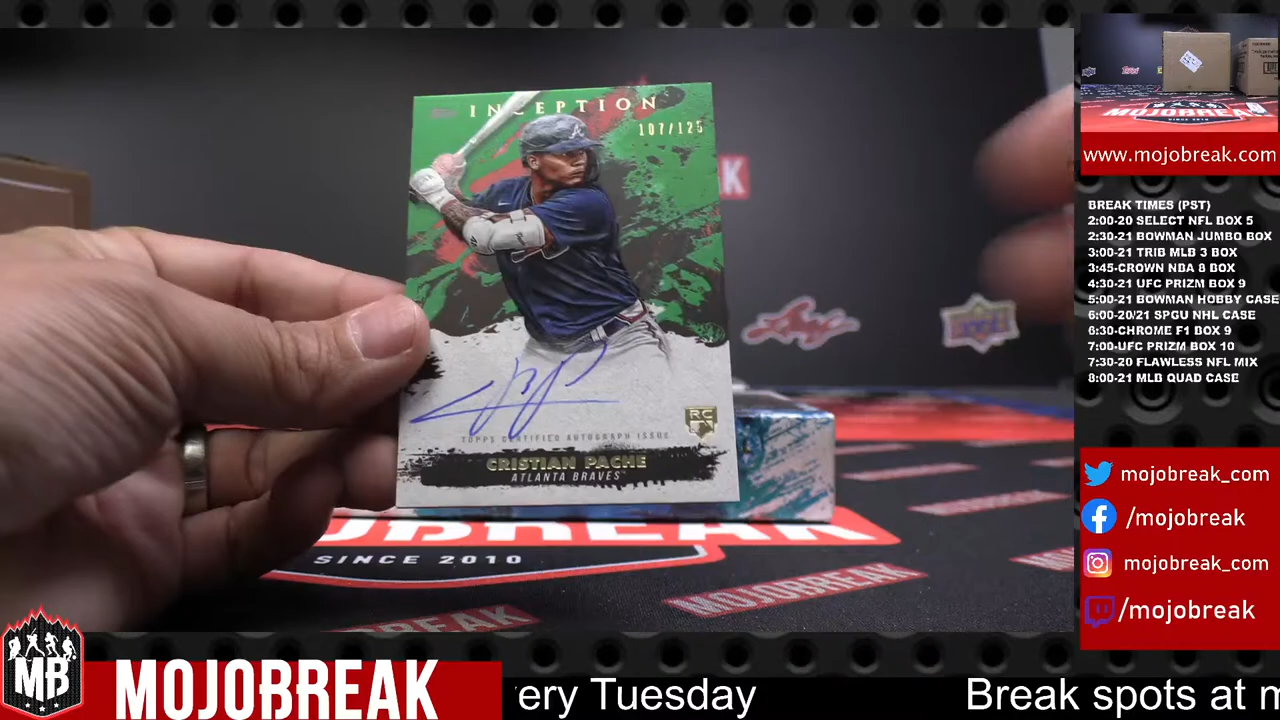 INCEPTION
107/125
CRISTIAN PACHE
ATLANTA BRAVES
TOPPS CERTIFIED AUTOGRAPH ISSUE
RC
K
BREAK
SINCE 2010
MOJOBREAK
MOJOBREAK
MOJOBREAK
www.mojobreak.com
BREAK TIMES (PST)
2:00-20 SELECT NFL BOX 5
2:30-21 BOWMAN JUMBO BOX
3:00-21 TRIB MLB 3 BOX
3:45-CROWN NBA 8 BOX
4:30-21 UFC PRIZM BOX 9
5:00-21 BOWMAN HOBBY CASE
6:00-20/21 SPGU NHL CASE
6:30-CHROME F1 BOX 9
7:00-UFC PRIZM BOX 10
7:30-20 FLAWLESS NFL MIX
8:00-21 MLB QUAD CASE
mojobreak_com
/mojobreak
mojobreak_com
/mojobreak
MB
MOJOBREAK
very Tuesday
Break spots at m